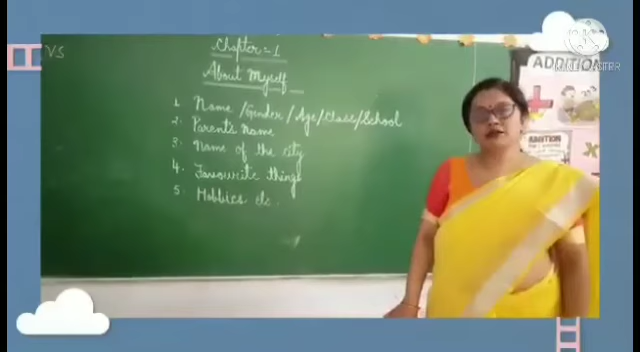 EVS
Chapter = 1
About Myself
1. Name / Gender / Age / Class / School
2. Parent's name
3. Name of the city
4. Favourite things
5. Hobbies etc.
ADDITION
ADDITION